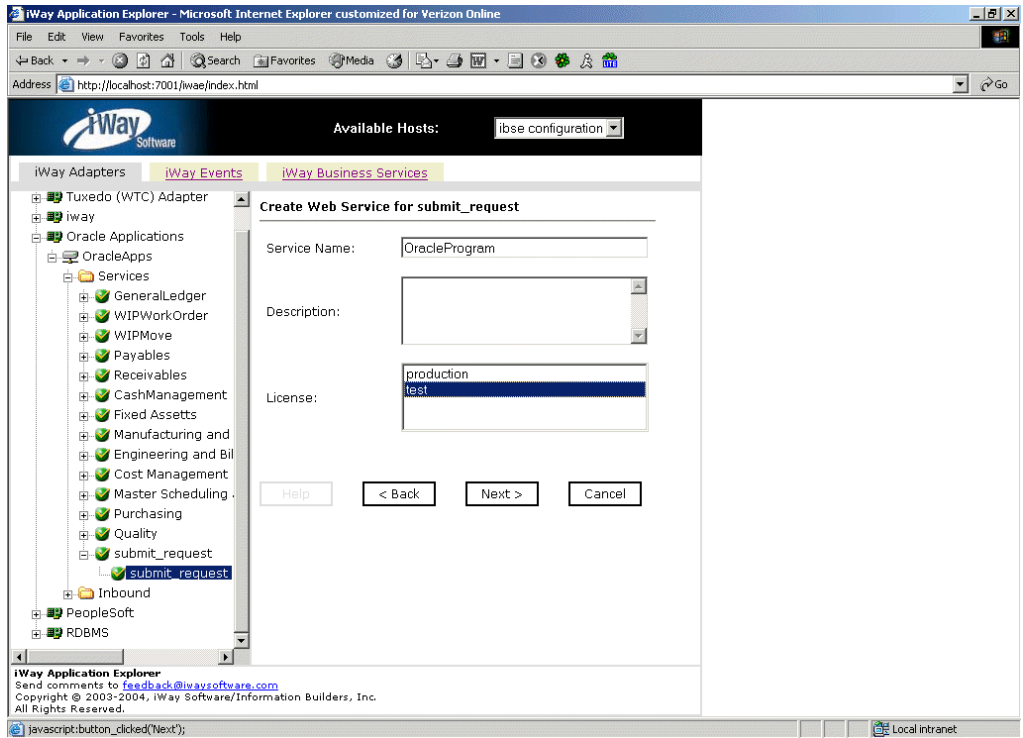 iWay Application Explorer - Microsoft Internet Explorer customized for Verizon Online
File Edit View Favorites Tools Help
Back Search Favorites Media
Address http://localhost:7001/iwae/index.html Go
iWay Software
Available Hosts: ibse configuration
iWay Adapters iWay Events iWay Business Services
Tuxedo (WTC) Adapter
iway
Oracle Applications
OracleApps
Services
GeneralLedger
WIPWorkOrder
WIPMove
Payables
Receivables
CashManagement
Fixed Assetts
Manufacturing and
Engineering and Bil
Cost Management
Master Scheduling
Purchasing
Quality
submit_request
submit_request
Inbound
PeopleSoft
RDBMS
Create Web Service for submit_request
Service Name: OracleProgram
Description:
License:
production
test
Help < Back Next > Cancel
iWay Application Explorer
Send comments to feedback@iwaysoftware.com
Copyright © 2003-2004, iWay Software/Information Builders, Inc.
All Rights Reserved.
javascript:button_clicked('Next'); Local intranet